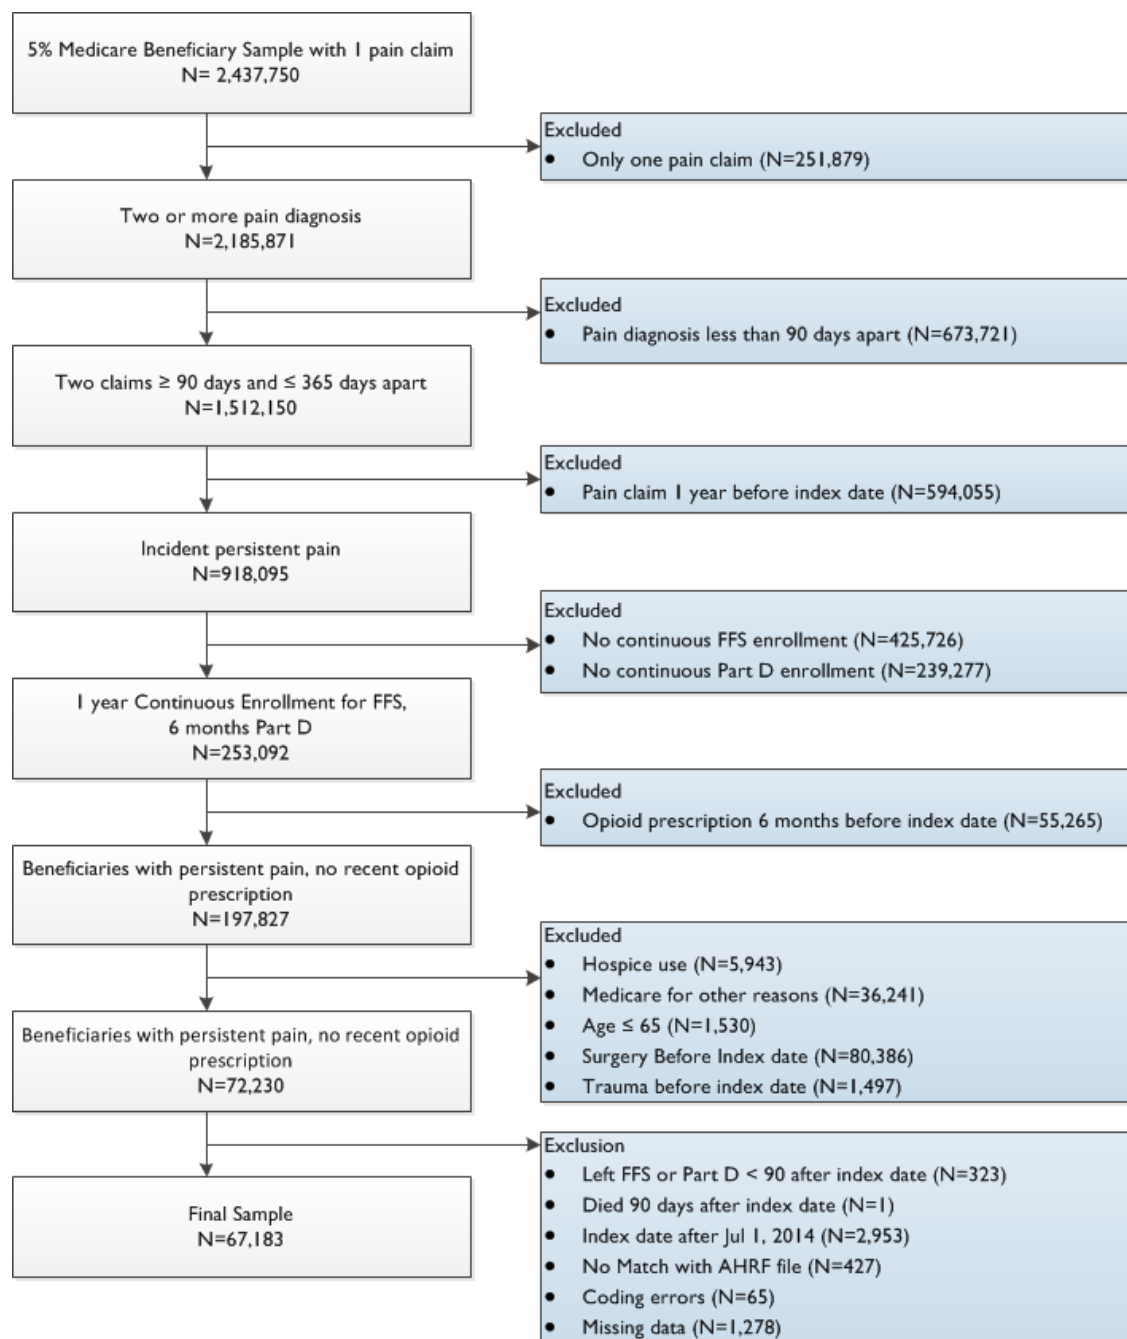 5% Medicare Beneficiary Sample with 1 pain claim
N= 2,437,750
Excluded
• Only one pain claim (N=251,879)
Two or more pain diagnosis
N=2,185,871
Excluded
• Pain diagnosis less than 90 days apart (N=673,721)
Two claims ≥ 90 days and ≤ 365 days apart
N=1,512,150
Excluded
• Pain claim 1 year before index date (N=594,055)
Incident persistent pain
N=918,095
Excluded
• No continuous FFS enrollment (N=425,726)
• No continuous Part D enrollment (N=239,277)
1 year Continuous Enrollment for FFS,
6 months Part D
N=253,092
Excluded
• Opioid prescription 6 months before index date (N=55,265)
Beneficiaries with persistent pain, no recent opioid
prescription
N=197,827
Excluded
• Hospice use (N=5,943)
• Medicare for other reasons (N=36,241)
• Age ≤ 65 (N=1,530)
• Surgery Before Index date (N=80,386)
• Trauma before index date (N=1,497)
Beneficiaries with persistent pain, no recent opioid
prescription
N=72,230
Exclusion
• Left FFS or Part D < 90 after index date (N=323)
• Died 90 days after index date (N=1)
• Index date after Jul 1, 2014 (N=2,953)
• No Match with AHRF file (N=427)
• Coding errors (N=65)
• Missing data (N=1,278)
Final Sample
N=67,183